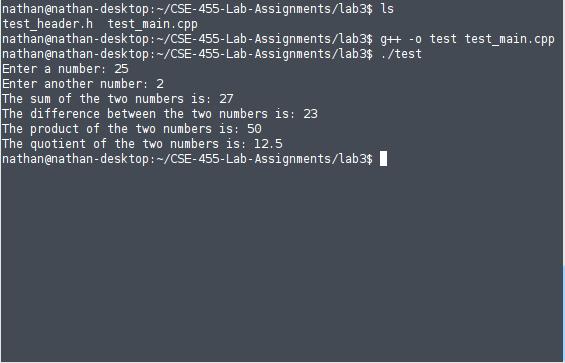 nathan@nathan-desktop:~/CSE-455-Lab-Assignments/lab3$ ls
test_header.h  test_main.cpp
nathan@nathan-desktop:~/CSE-455-Lab-Assignments/lab3$ g++ -o test test_main.cpp
nathan@nathan-desktop:~/CSE-455-Lab-Assignments/lab3$ ./test
Enter a number: 25
Enter another number: 2
The sum of the two numbers is: 27
The difference between the two numbers is: 23
The product of the two numbers is: 50
The quotient of the two numbers is: 12.5
nathan@nathan-desktop:~/CSE-455-Lab-Assignments/lab3$